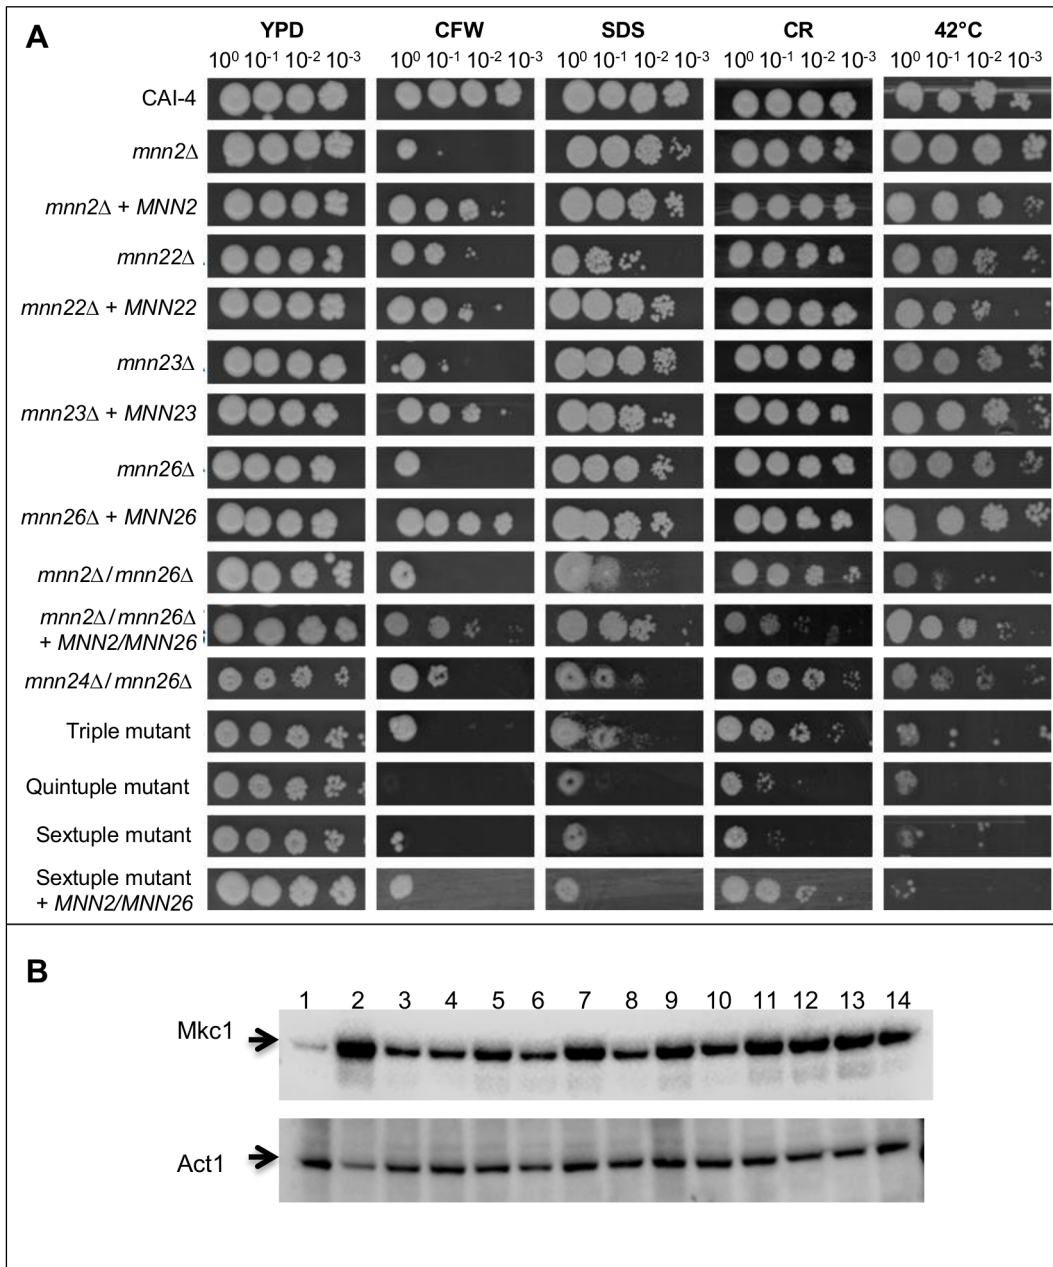 A
YPD CFW SDS CR 42°C
10⁰ 10⁻¹ 10⁻² 10⁻³ 10⁰ 10⁻¹ 10⁻² 10⁻³ 10⁰ 10⁻¹ 10⁻² 10⁻³ 10⁰ 10⁻¹ 10⁻² 10⁻³ 10⁰ 10⁻¹ 10⁻² 10⁻³
CAI-4
mnn2Δ
mnn2Δ + MNN2
mnn22Δ
mnn22Δ + MNN22
mnn23Δ
mnn23Δ + MNN23
mnn26Δ
mnn26Δ + MNN26
mnn2Δ/mnn26Δ
mnn2Δ/mnn26Δ
+ MNN2/MNN26
mnn24Δ/mnn26Δ
Triple mutant
Quintuple mutant
Sextuple mutant
Sextuple mutant
+ MNN2/MNN26
B
1 2 3 4 5 6 7 8 9 10 11 12 13 14
Mkc1
Act1